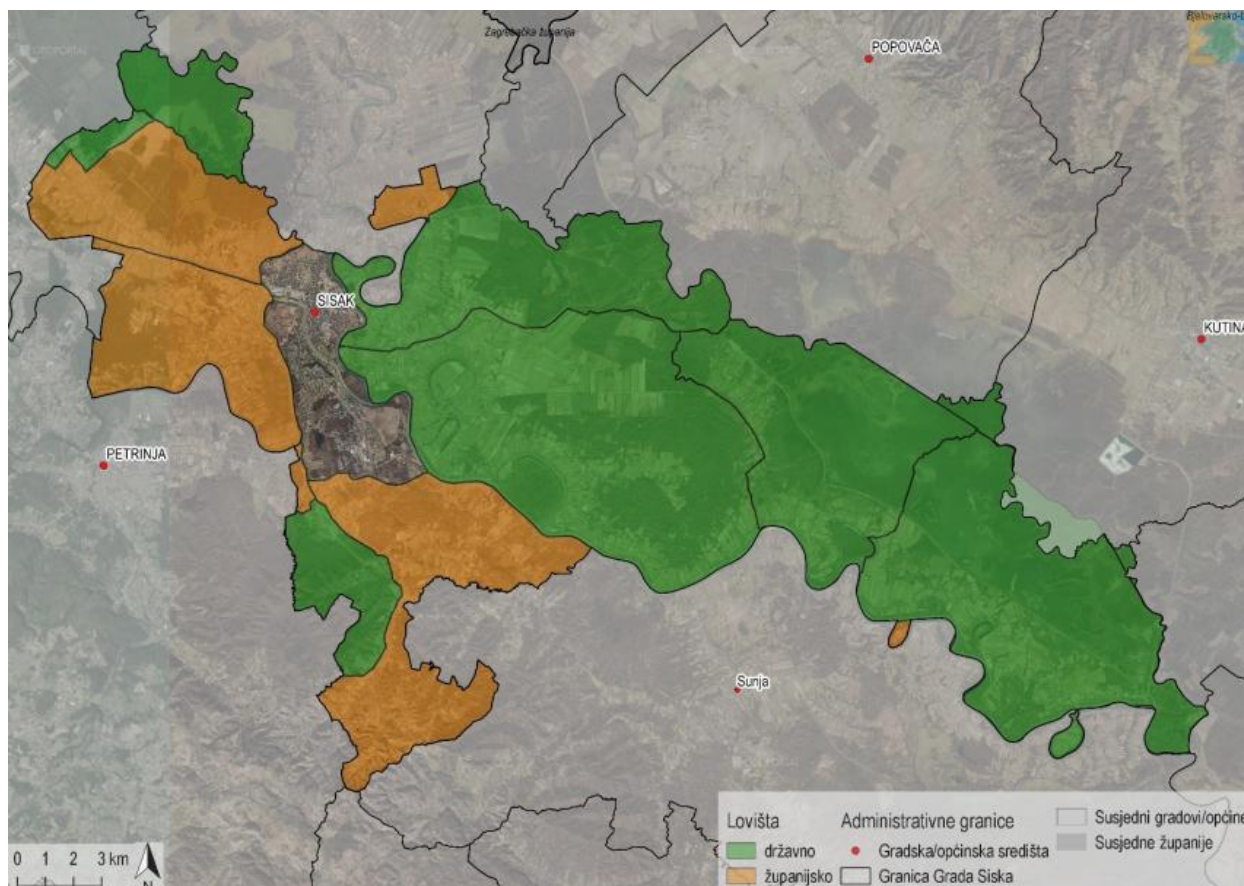 Zagrebačka županija
POPOVAČA
SISAK
KUTINA
PETRINJA
Sunja
0 1 2 3 km
N
Lovišta
državno
županijsko
Administrativne granice
Gradska/općinska središta
Granica Grada Siska
Susjedni gradovi/općine
Susjedne županije